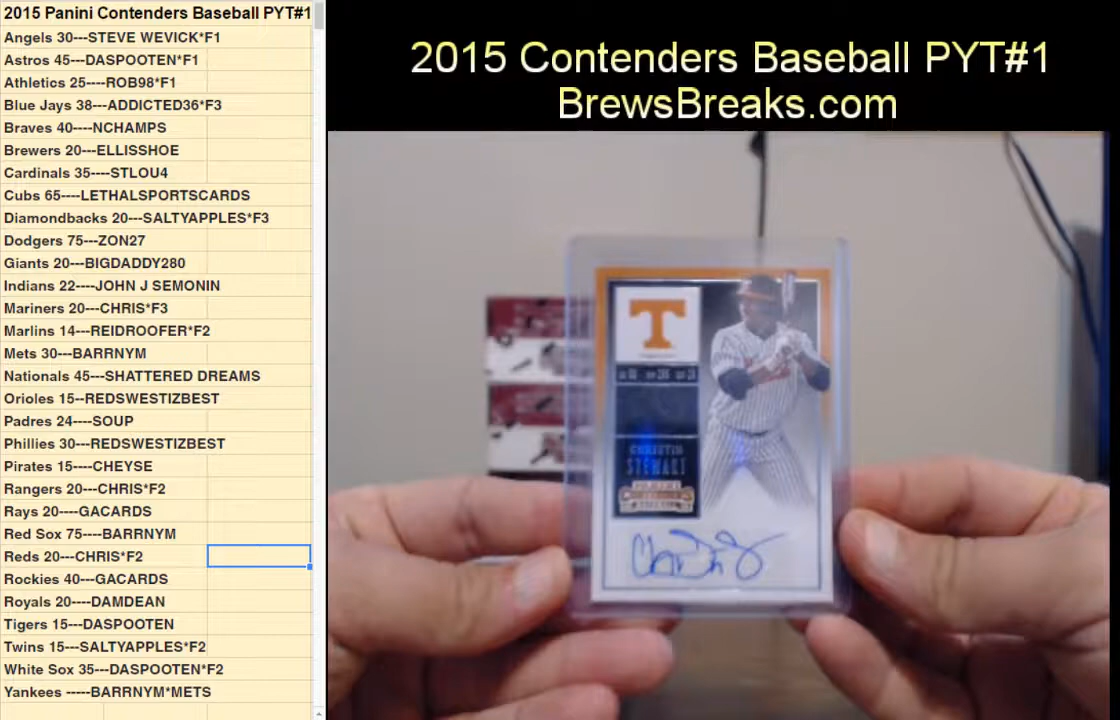 2015 Panini Contenders Baseball PYT#1
Angels 30---STEVE WEVICK*F1
Astros 45----DASPOOTEN*F1
Athletics 25----ROB98*F1
Blue Jays 38---ADDICTED36*F3
Braves 40----NCHAMPS
Brewers 20---ELLISSHOE
Cardinals 35----STLOU4
Cubs 65----LETHALSPORTSCARDS
Diamondbacks 20---SALTYAPPLES*F3
Dodgers 75---ZON27
Giants 20---BIGDADDY280
Indians 22----JOHN J SEMONIN
Mariners 20---CHRIS*F3
Marlins 14---REIDROOFER*F2
Mets 30---BARRNYM
Nationals 45---SHATTERED DREAMS
Orioles 15--REDSWESTIZBEST
Padres 24----SOUP
Phillies 30---REDSWESTIZBEST
Pirates 15----CHEYSE
Rangers 20---CHRIS*F2
Rays 20----GACARDS
Red Sox 75----BARRNYM
Reds 20---CHRIS*F2
Rockies 40---GACARDS
Royals 20----DAMDEAN
Tigers 15----DASPOOTEN
Twins 15---SALTYAPPLES*F2
White Sox 35---DASPOOTEN*F2
Yankees -----BARRNYM*METS
2015 Contenders Baseball PYT#1
BrewsBreaks.com
T
CHRISTIN
STEWART
PANINI